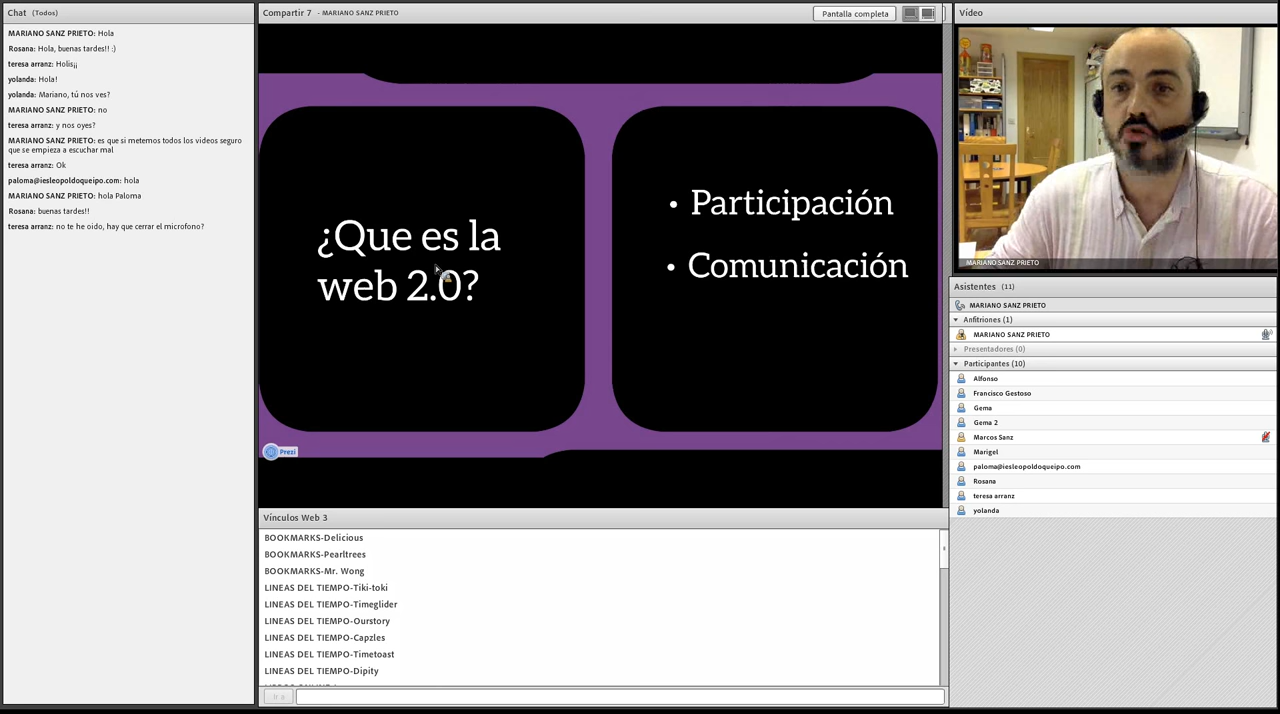 Chat (Todos)
MARIANO SANZ PRIETO: Hola
Rosana: Hola, buenas tardes!! :)
teresa arranz: Holis¡¡
yolanda: Hola!
yolanda: Mariano, tú nos ves?
MARIANO SANZ PRIETO: no
teresa arranz: y nos oyes?
MARIANO SANZ PRIETO: es que si metemos todos los videos seguro
que se empieza a escuchar mal
teresa arranz: Ok
paloma@iesleopoldoqueipo.com: hola
MARIANO SANZ PRIETO: hola Paloma
Rosana: buenas tardes!!
teresa arranz: no te he oido, hay que cerrar el microfono?
Compartir 7 - MARIANO SANZ PRIETO
Pantalla completa
¿Que es la
web 2.0?
• Participación
• Comunicación
Prezi
Vínculos Web 3
BOOKMARKS-Delicious
BOOKMARKS-Pearltrees
BOOKMARKS-Mr. Wong
LINEAS DEL TIEMPO-Tiki-toki
LINEAS DEL TIEMPO-Timeglider
LINEAS DEL TIEMPO-Ourstory
LINEAS DEL TIEMPO-Capzles
LINEAS DEL TIEMPO-Timetoast
LINEAS DEL TIEMPO-Dipity
Ir a
Vídeo
MARIANO SANZ PRIETO
Asistentes (11)
MARIANO SANZ PRIETO
Anfitriones (1)
MARIANO SANZ PRIETO
Presentadores (0)
Participantes (10)
Alfonso
Francisco Gestoso
Gema
Gema 2
Marcos Sanz
Marigel
paloma@iesleopoldoqueipo.com
Rosana
teresa arranz
yolanda